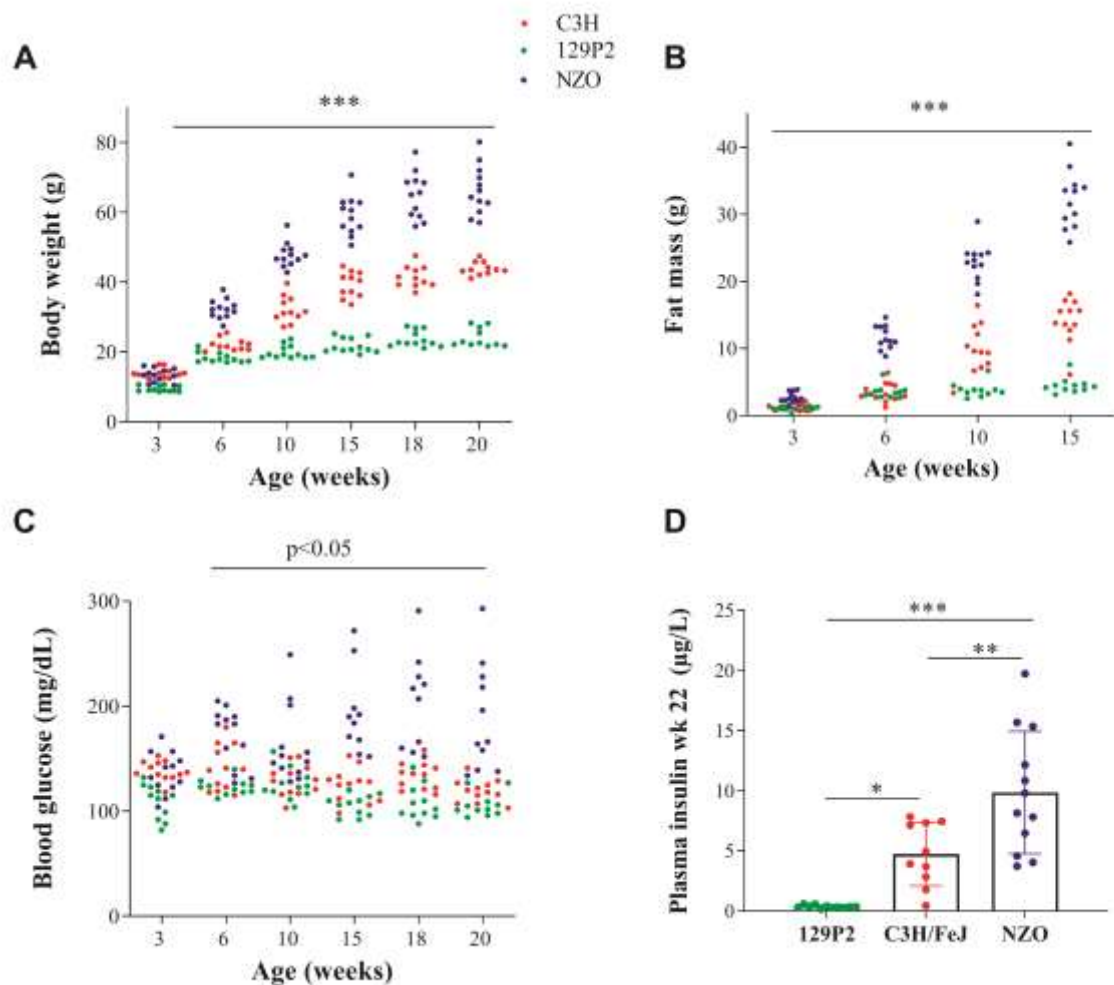 C3H
129P2
NZO
A
***
Body weight (g)
80
60
40
20
0
3 6 10 15 18 20
Age (weeks)
B
***
Fat mass (g)
40
30
20
10
0
3 6 10 15
Age (weeks)
C
p<0.05
Blood glucose (mg/dL)
300
200
100
0
3 6 10 15 18 20
Age (weeks)
D
***
**
*
Plasma insulin wk 22 (µg/L)
25
20
15
10
5
0
129P2 C3H/FeJ NZO